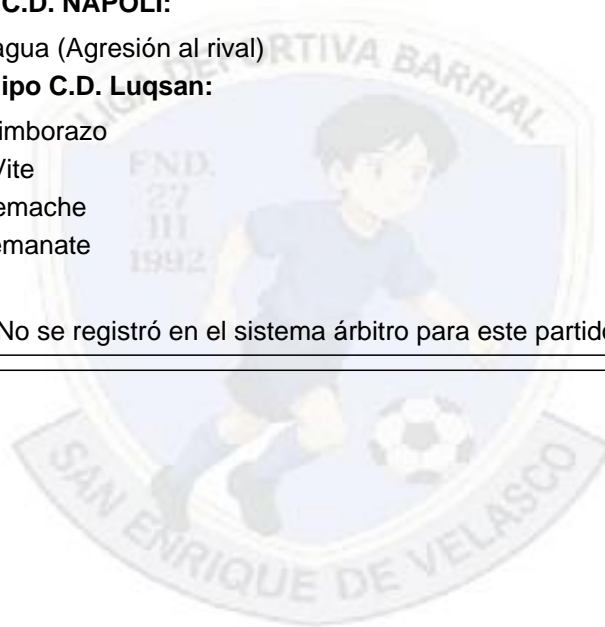 C.D. NAPOLI:
agua (Agresión al rival)
ipo C.D. Luqsan:
imborazo
Vite
emache
emanate
No se registró en el sistema árbitro para este partido
LIGA DEPORTIVA BARRIAL
FND.
27
III
1992
SAN ENRIQUE DE VELASCO